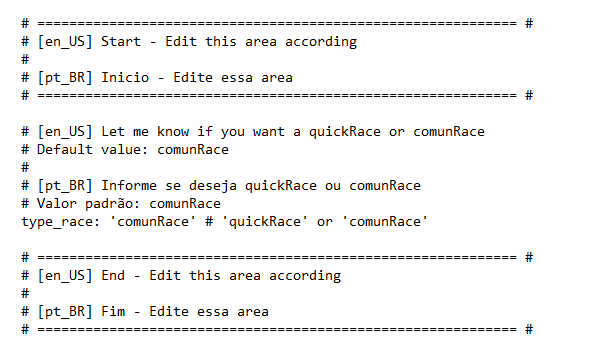 # ============================================================ #
# [en_US] Start - Edit this area according
#
# [pt_BR] Inicio - Edite essa area
# ============================================================ #
# [en_US] Let me know if you want a quickRace or comunRace
# Default value: comunRace
#
# [pt_BR] Informe se deseja quickRace ou comunRace
# Valor padrão: comunRace
type_race: 'comunRace' # 'quickRace' or 'comunRace'
# ============================================================ #
# [en_US] End - Edit this area according
#
# [pt_BR] Fim - Edite essa area
# ============================================================ #